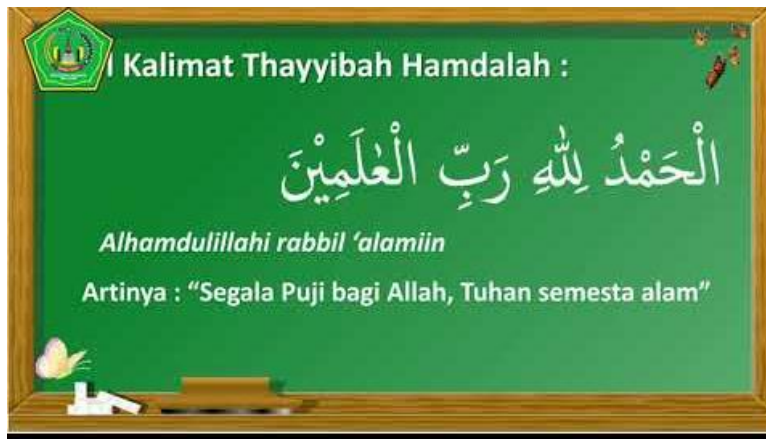 Kalimat Thayyibah Hamdalah :
الْحَمْدُ لِلّٰهِ رَبِّ الْعٰلَمِيْنَ
Alhamdulillahi rabbil ‘alamiin
Artinya : “Segala Puji bagi Allah, Tuhan semesta alam”